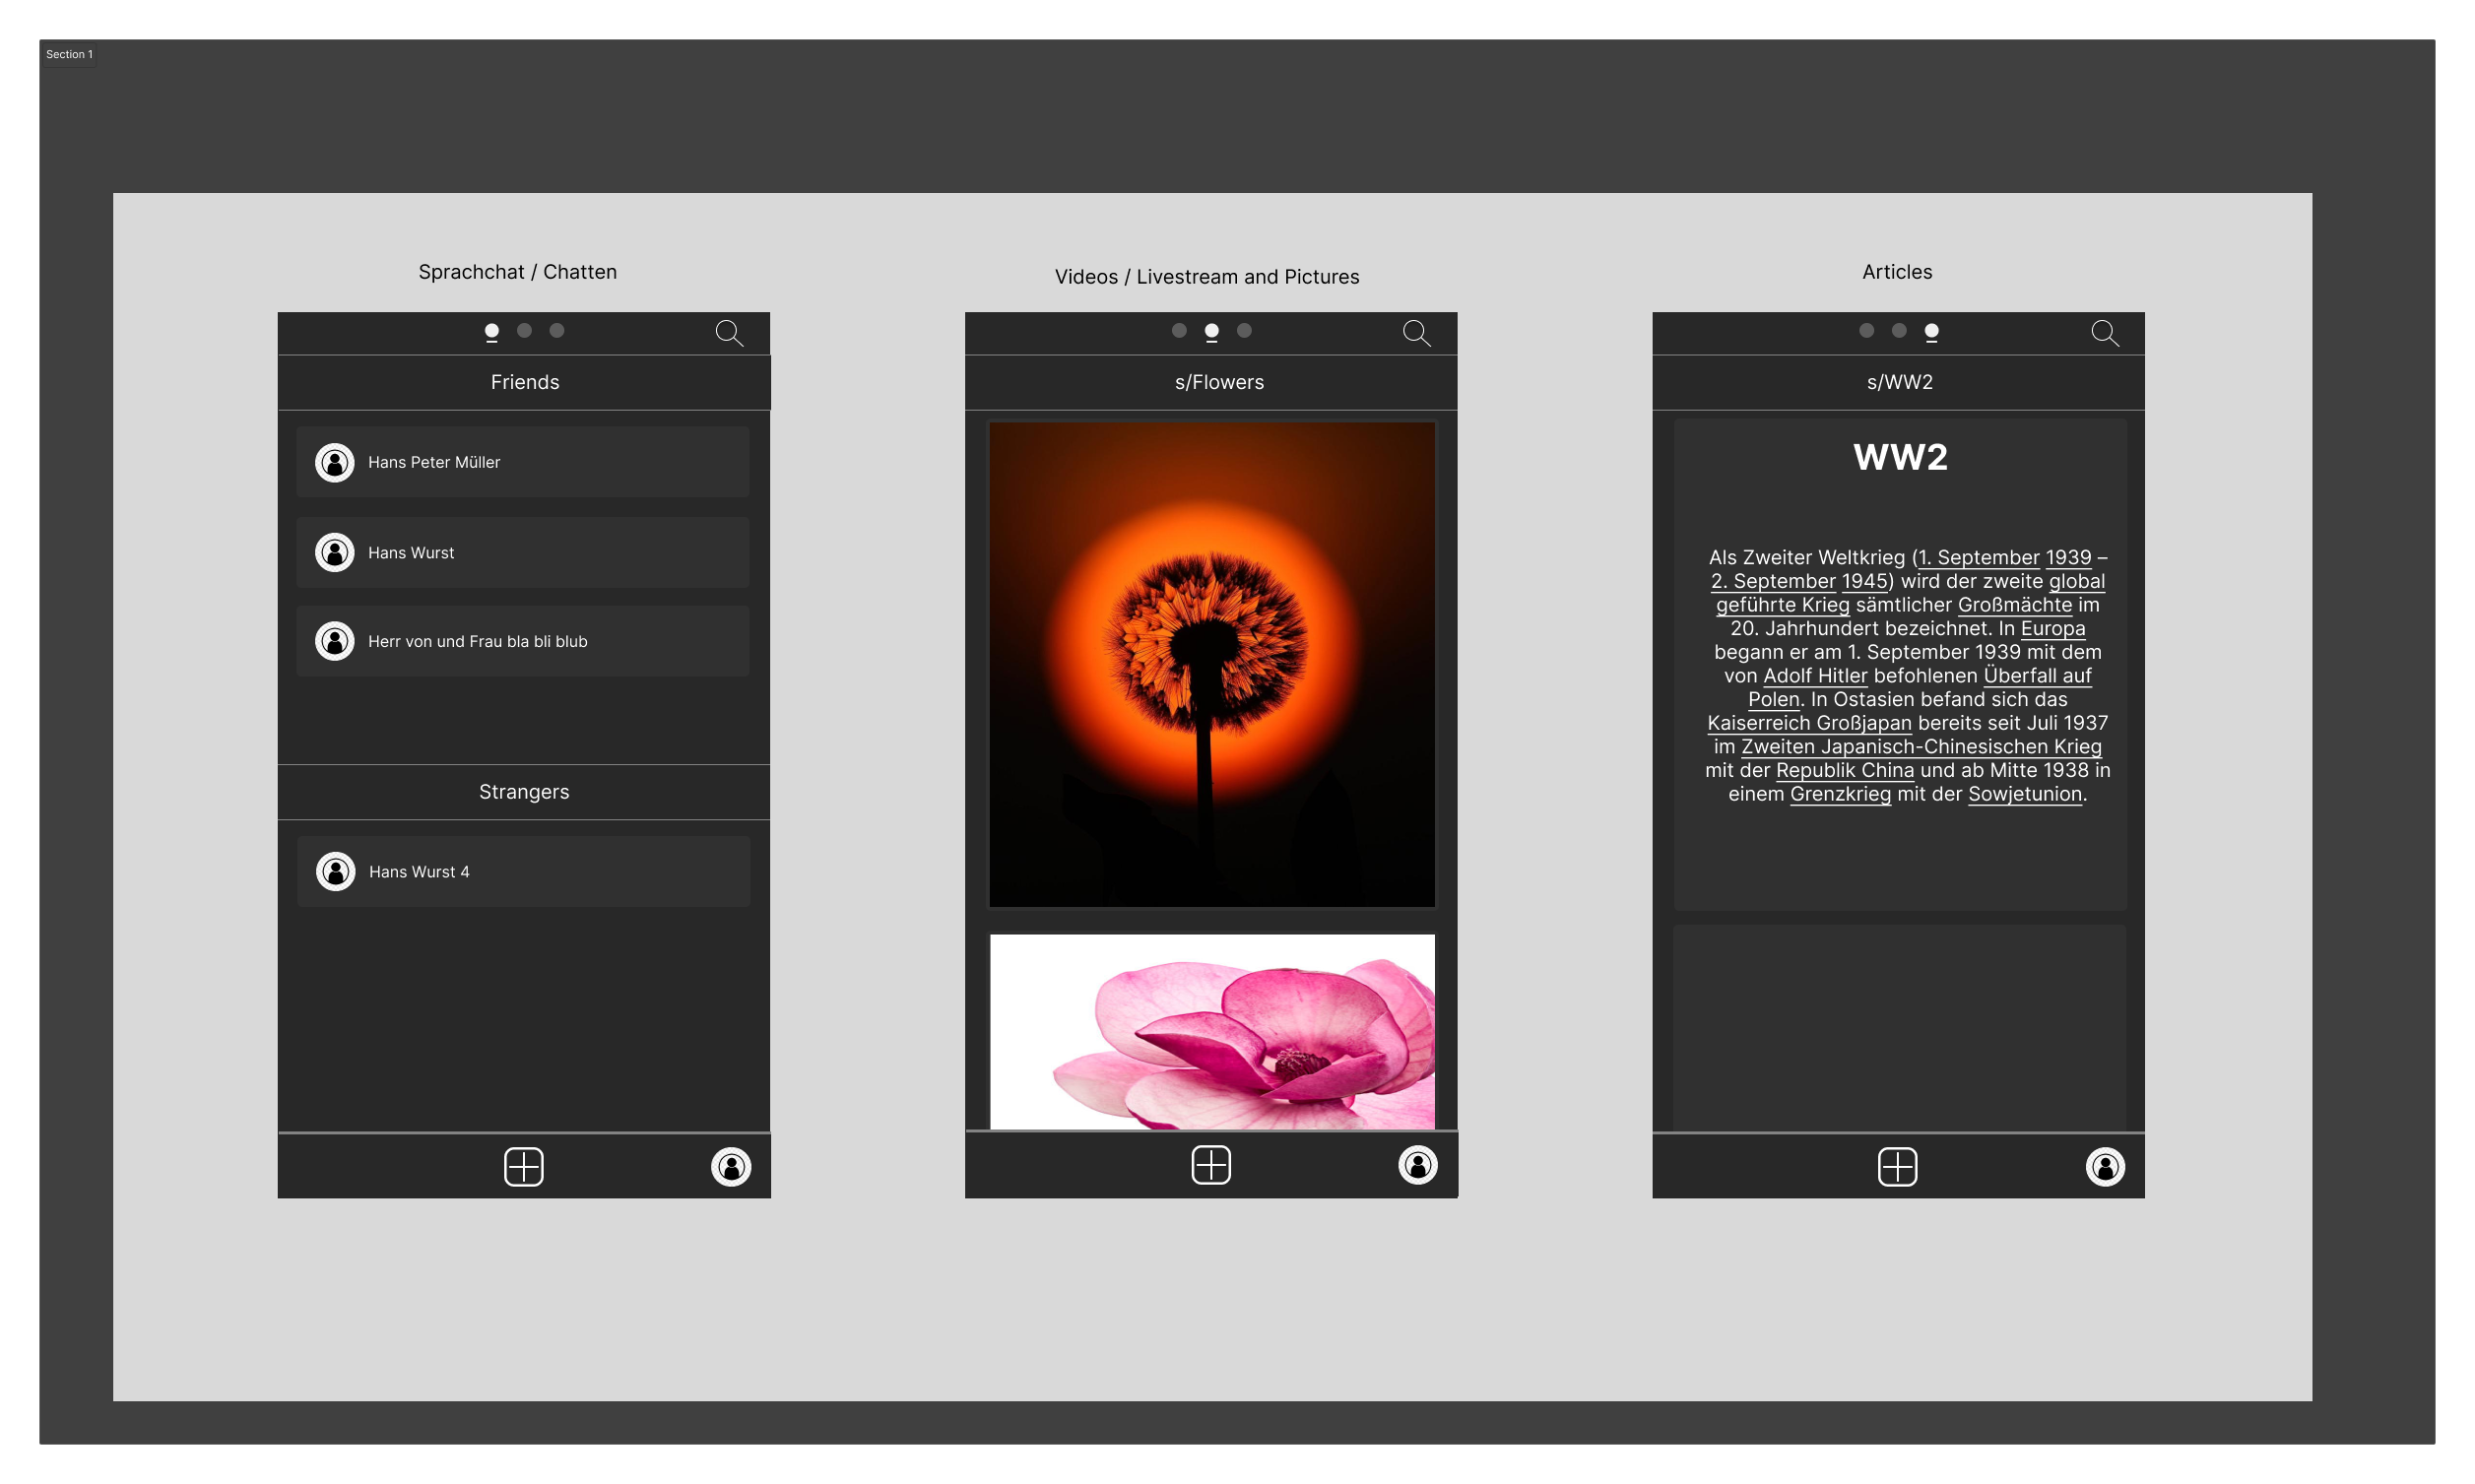 Section 1
Sprachchat / Chatten
Friends
Hans Peter Müller
Hans Wurst
Herr von und Frau bla bli blub
Strangers
Hans Wurst 4
Videos / Livestream and Pictures
s/Flowers
Articles
s/WW2
WW2
Als Zweiter Weltkrieg (1. September 1939 –
2. September 1945) wird der zweite global
geführte Krieg sämtlicher Großmächte im
20. Jahrhundert bezeichnet. In Europa
begann er am 1. September 1939 mit dem
von Adolf Hitler befohlenen Überfall auf
Polen. In Ostasien befand sich das
Kaiserreich Großjapan bereits seit Juli 1937
im Zweiten Japanisch-Chinesischen Krieg
mit der Republik China und ab Mitte 1938 in
einem Grenzkrieg mit der Sowjetunion.